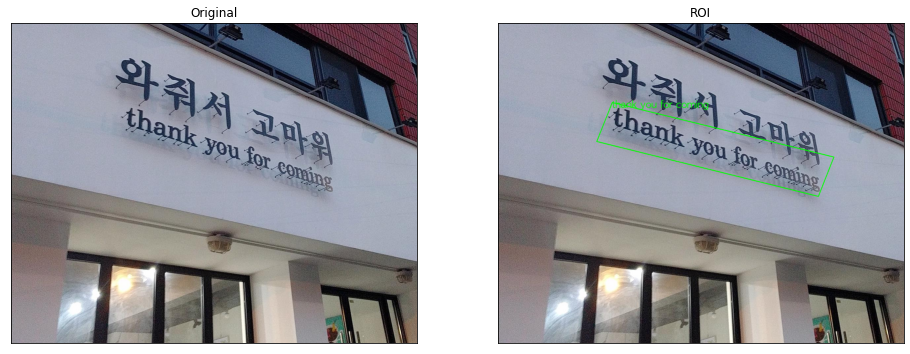 Original
와줘서 고마워
thank you for coming
ROI
와줘서 고마워
thank you for coming